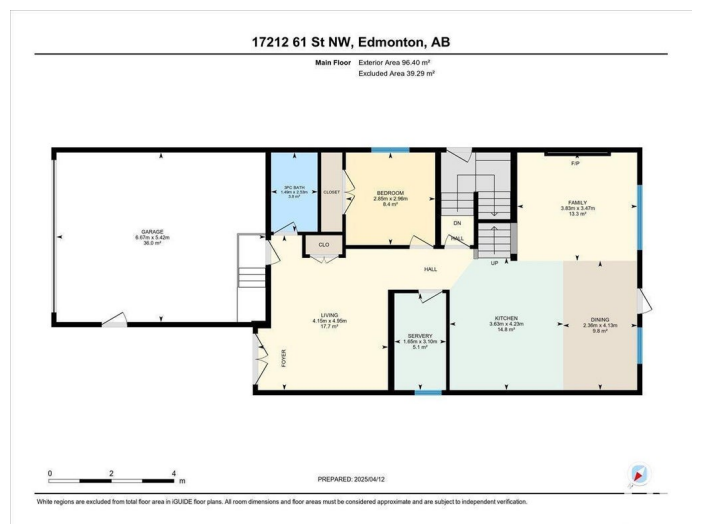 17212 61 St NW, Edmonton, AB
Main Floor Exterior Area 96.40 m²
Excluded Area 39.29 m²
GARAGE
6.57m x 5.42m
36.0 m²
3PC BATH
1.49m x 2.53m
3.8 m²
CLOSET
BEDROOM
2.85m x 2.96m
8.4 m²
CLO
DN
HALL
UP
HALL
F/P
FAMILY
3.83m x 3.47m
13.3 m²
LIVING
4.15m x 4.95m
17.7 m²
FOYER
SERVERY
1.65m x 3.10m
5.1 m²
KITCHEN
3.63m x 4.23m
14.8 m²
DINING
2.36m x 4.13m
9.8 m²
0 2 4
m
PREPARED: 2025/04/12
White regions are excluded from total floor area in iGUIDE floor plans. All room dimensions and floor areas must be considered approximate and are subject to independent verification.